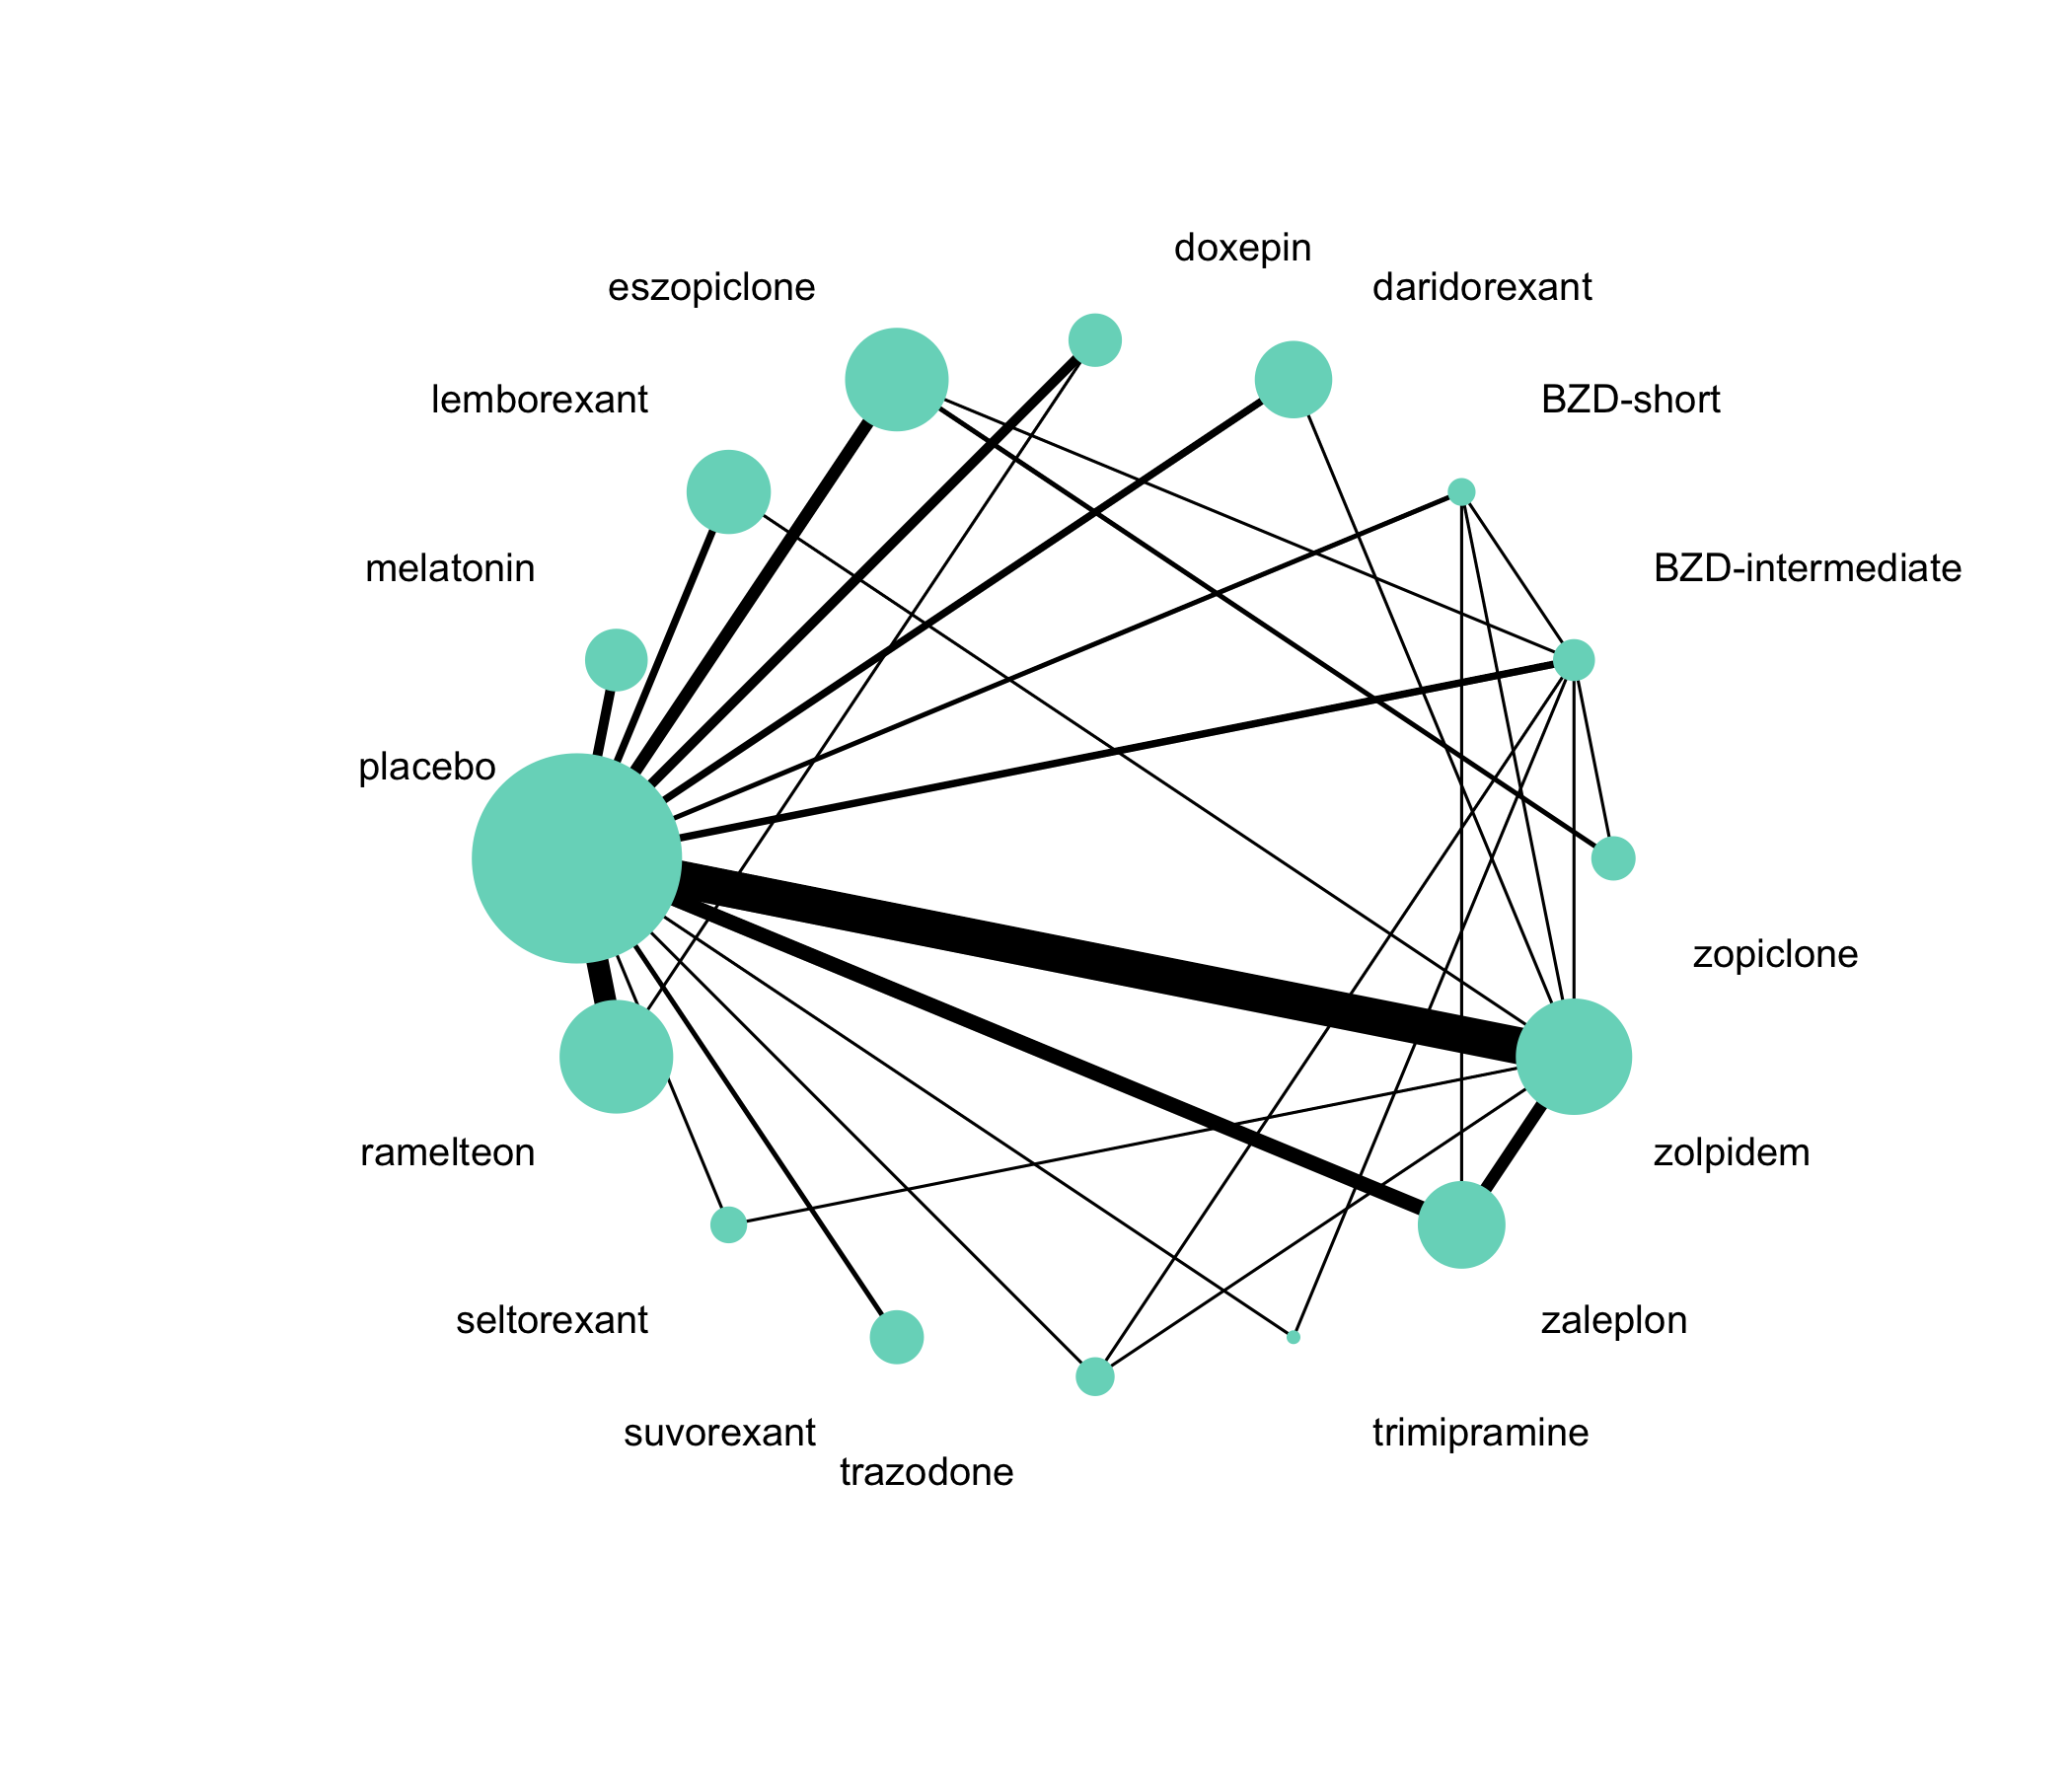 doxepin
eszopiclone
daridorexant
lemborexant
BZD-short
melatonin
BZD-intermediate
placebo
zopiclone
ramelteon
zolpidem
seltorexant
zaleplon
suvorexant
trimipramine
trazodone